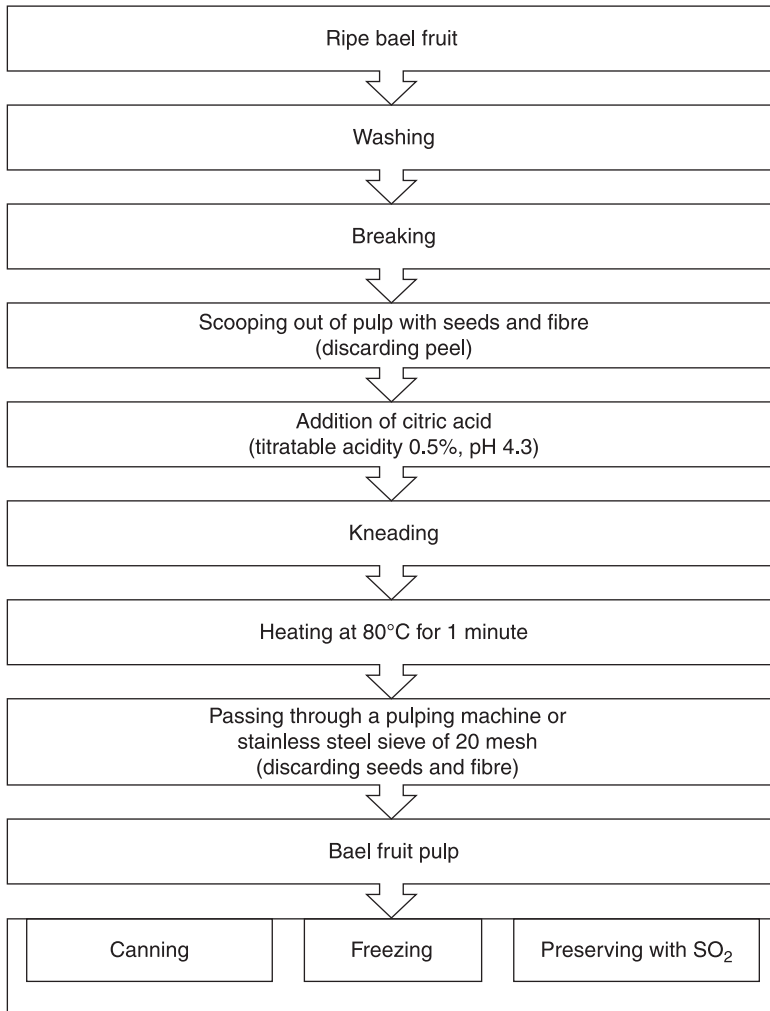 Ripe bael fruit
Washing
Breaking
Scooping out of pulp with seeds and fibre
(discarding peel)
Addition of citric acid
(titratable acidity 0.5%, pH 4.3)
Kneading
Heating at 80°C for 1 minute
Passing through a pulping machine or
stainless steel sieve of 20 mesh
(discarding seeds and fibre)
Bael fruit pulp
Canning
Freezing
Preserving with SO₂